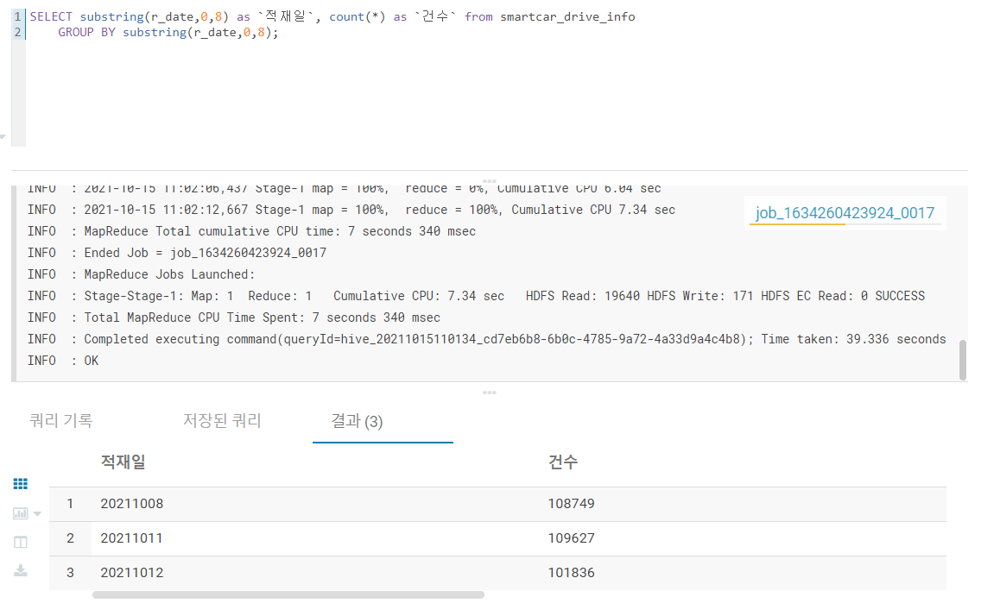 1 SELECT substring(r_date,0,8) as `적재일`, count(*) as `건수` from smartcar_drive_info
2 GROUP BY substring(r_date,0,8);
INFO : 2021-10-15 11:02:06,437 Stage-1 map = 100%, reduce = 0%, Cumulative CPU 6.04 sec
INFO : 2021-10-15 11:02:12,667 Stage-1 map = 100%, reduce = 100%, Cumulative CPU 7.34 sec
job_1634260423924_0017
INFO : MapReduce Total cumulative CPU time: 7 seconds 340 msec
INFO : Ended Job = job_1634260423924_0017
INFO : MapReduce Jobs Launched:
INFO : Stage-Stage-1: Map: 1 Reduce: 1 Cumulative CPU: 7.34 sec HDFS Read: 19640 HDFS Write: 171 HDFS EC Read: 0 SUCCESS
INFO : Total MapReduce CPU Time Spent: 7 seconds 340 msec
INFO : Completed executing command(queryId=hive_20211015110134_cd7eb6b8-6b0c-4785-9a72-4a33d9a4c4b8); Time taken: 39.336 seconds
INFO : OK
쿼리 기록 저장된 쿼리 결과 (3)
적재일 건수
1 20211008 108749
2 20211011 109627
3 20211012 101836